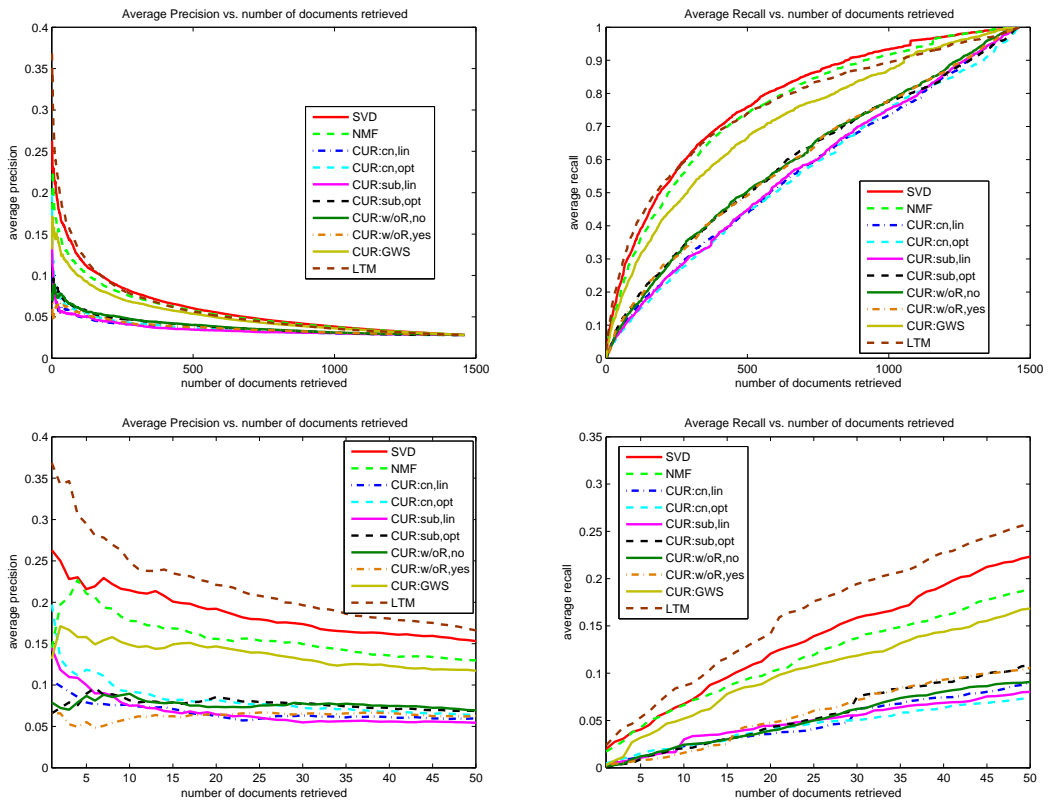 Average Precision vs. number of documents retrieved
0.4
0.35
0.3
0.25
0.2
0.15
0.1
0.05
0
average precision
SVD
NMF
CUR:cn,lin
CUR:cn,opt
CUR:sub,lin
CUR:sub,opt
CUR:w/oR,no
CUR:w/oR,yes
CUR:GWS
LTM
0 500 1000 1500
number of documents retrieved
Average Recall vs. number of documents retrieved
1
0.9
0.8
0.7
0.6
0.5
0.4
0.3
0.2
0.1
0
average recall
SVD
NMF
CUR:cn,lin
CUR:cn,opt
CUR:sub,lin
CUR:sub,opt
CUR:w/oR,no
CUR:w/oR,yes
CUR:GWS
LTM
0 500 1000 1500
number of documents retrieved
Average Precision vs. number of documents retrieved
0.4
0.35
0.3
0.25
0.2
0.15
0.1
0.05
0
average precision
SVD
NMF
CUR:cn,lin
CUR:cn,opt
CUR:sub,lin
CUR:sub,opt
CUR:w/oR,no
CUR:w/oR,yes
CUR:GWS
LTM
5 10 15 20 25 30 35 40 45 50
number of documents retrieved
Average Recall vs. number of documents retrieved
0.35
0.3
0.25
0.2
0.15
0.1
0.05
0
average recall
SVD
NMF
CUR:cn,lin
CUR:cn,opt
CUR:sub,lin
CUR:sub,opt
CUR:w/oR,no
CUR:w/oR,yes
CUR:GWS
LTM
5 10 15 20 25 30 35 40 45 50
number of documents retrieved